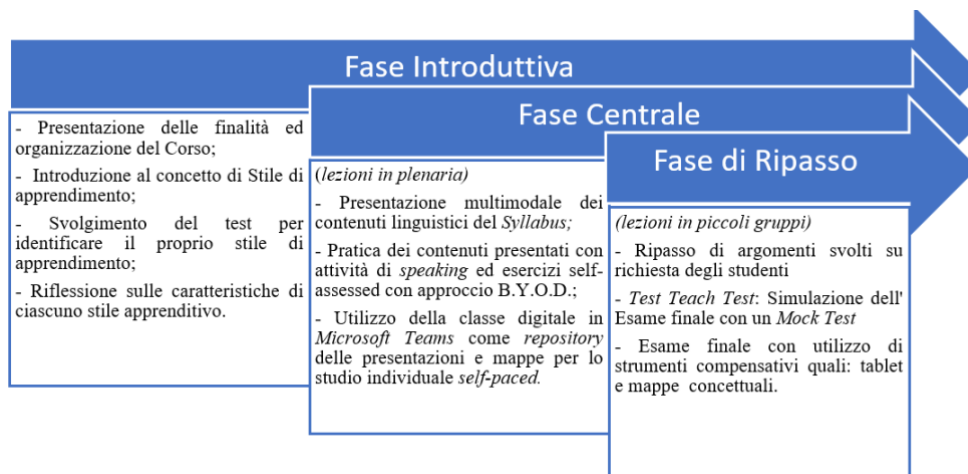 Fase Introduttiva
- Presentazione delle finalità ed
organizzazione del Corso;
- Introduzione al concetto di Stile di
apprendimento;
- Svolgimento del test per
identificare il proprio stile di
apprendimento;
- Riflessione sulle caratteristiche di
ciascuno stile apprenditivo.
Fase Centrale
(lezioni in plenaria)
- Presentazione multimodale dei
contenuti linguistici del Syllabus;
- Pratica dei contenuti presentati con
attività di speaking ed esercizi self-
assessed con approccio B.Y.O.D.;
- Utilizzo della classe digitale in
Microsoft Teams come repository
delle presentazioni e mappe per lo
studio individuale self-paced.
Fase di Ripasso
(lezioni in piccoli gruppi)
- Ripasso di argomenti svolti su
richiesta degli studenti
- Test Teach Test: Simulazione dell'
Esame finale con un Mock Test
- Esame finale con utilizzo di
strumenti compensativi quali: tablet
e mappe concettuali.